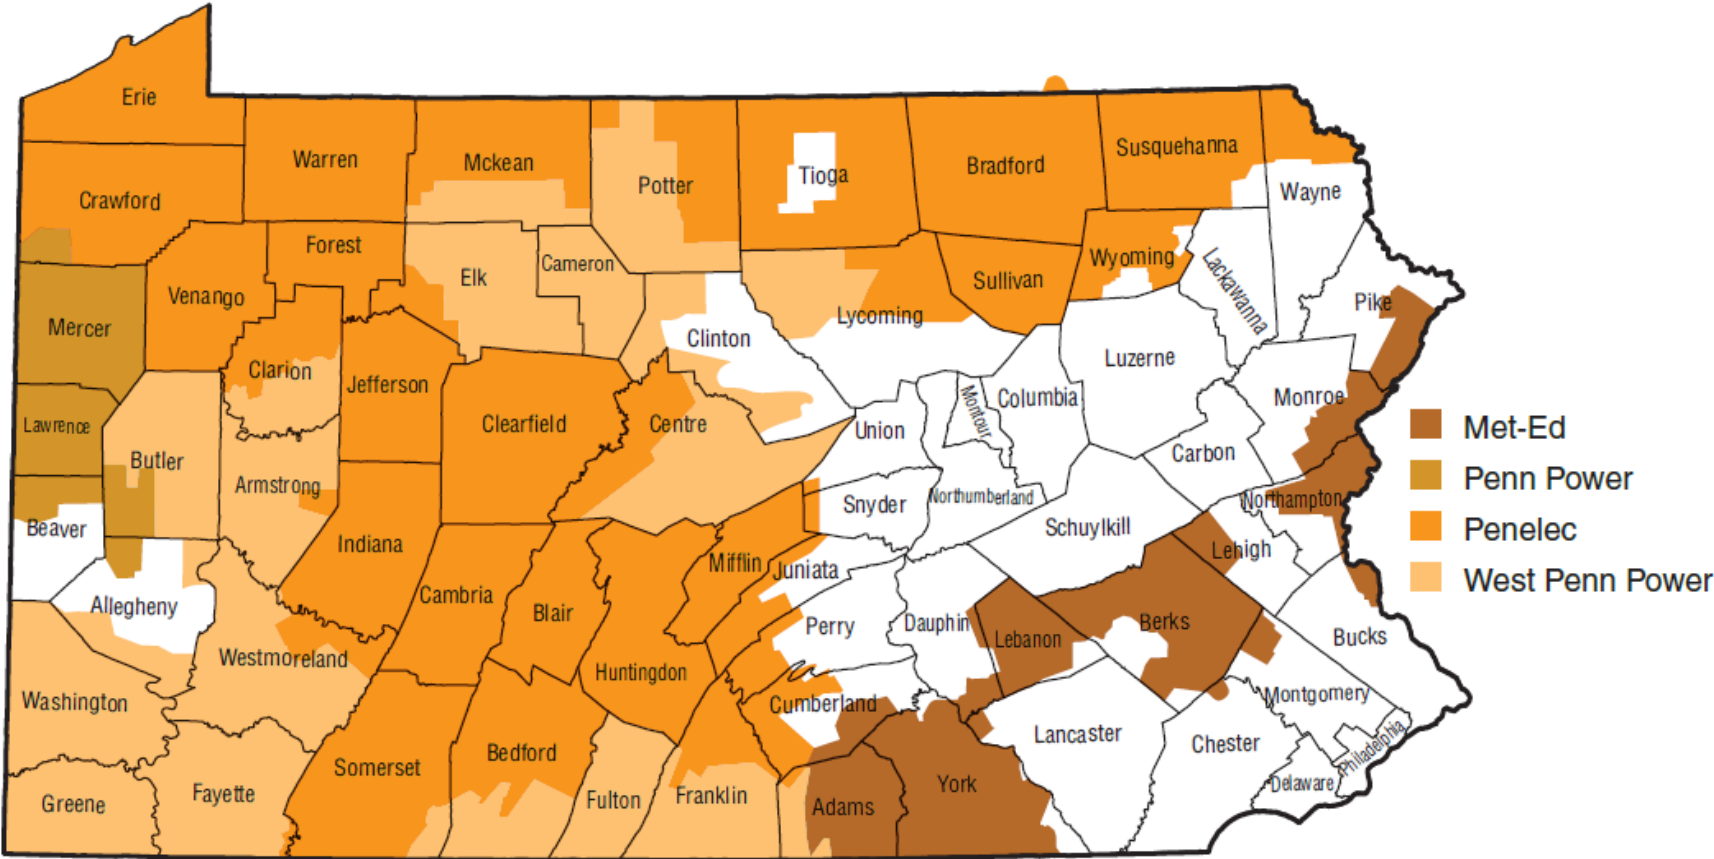 Erie
Warren
Mckean
Potter
Tioga
Bradford
Susquehanna
Wayne
Crawford
Forest
Elk
Cameron
Sullivan
Wyoming
Lackawanna
Pike
Venango
Mercer
Lycoming
Clinton
Luzerne
Clarion
Jefferson
Clearfield
Centre
Union
Montour
Columbia
Monroe
Lawrence
Butler
Armstrong
Snyder
Northumberland
Carbon
Northampton
Beaver
Indiana
Mifflin
Juniata
Schuylkill
Lehigh
Allegheny
Cambria
Blair
Perry
Dauphin
Lebanon
Berks
Bucks
Westmoreland
Huntingdon
Washington
Cumberland
Montgomery
Lancaster
Chester
Philadelphia
Delaware
Somerset
Bedford
Greene
Fayette
Fulton
Franklin
Adams
York
Met-Ed
Penn Power
Penelec
West Penn Power